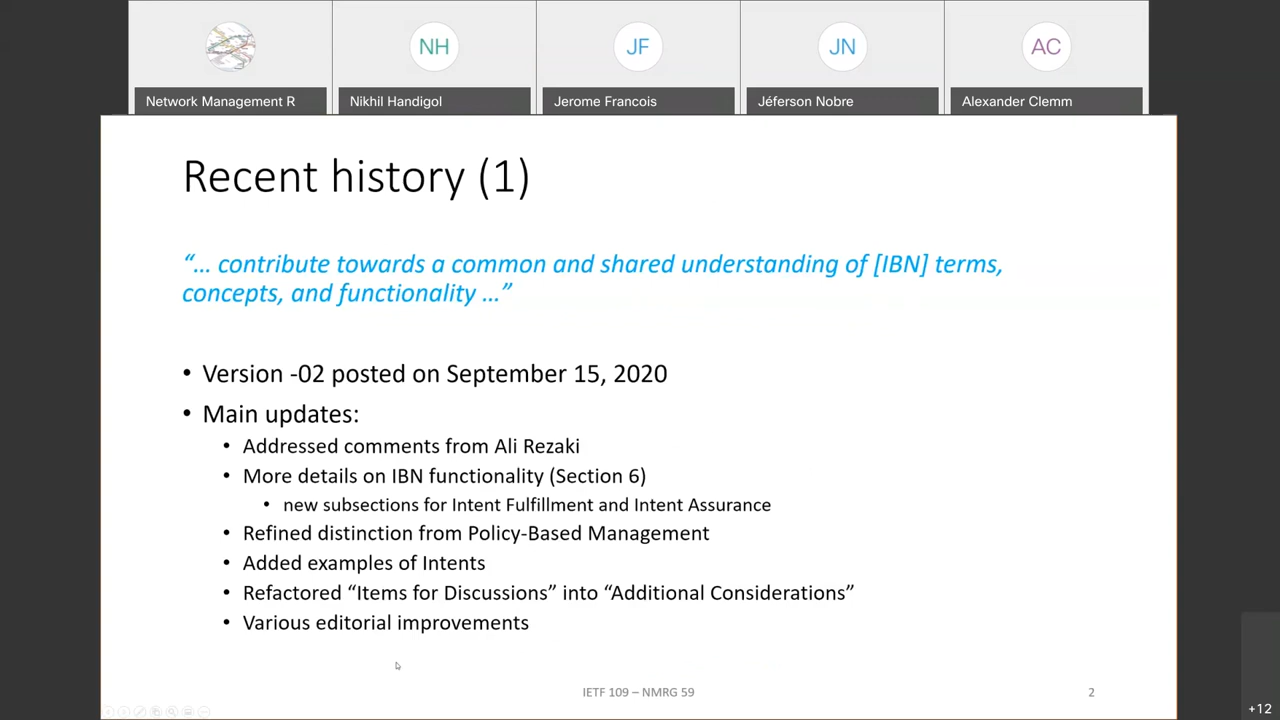 NH
JF
JN
AC
Network Management R
Nikhil Handigol
Jerome Francois
Jéferson Nobre
Alexander Clemm
Recent history (1)
“… contribute towards a common and shared understanding of [IBN] terms,
concepts, and functionality …”
• Version -02 posted on September 15, 2020
• Main updates:
• Addressed comments from Ali Rezaki
• More details on IBN functionality (Section 6)
• new subsections for Intent Fulfillment and Intent Assurance
• Refined distinction from Policy-Based Management
• Added examples of Intents
• Refactored “Items for Discussions” into “Additional Considerations”
• Various editorial improvements
IETF 109 – NMRG 59
2
+12